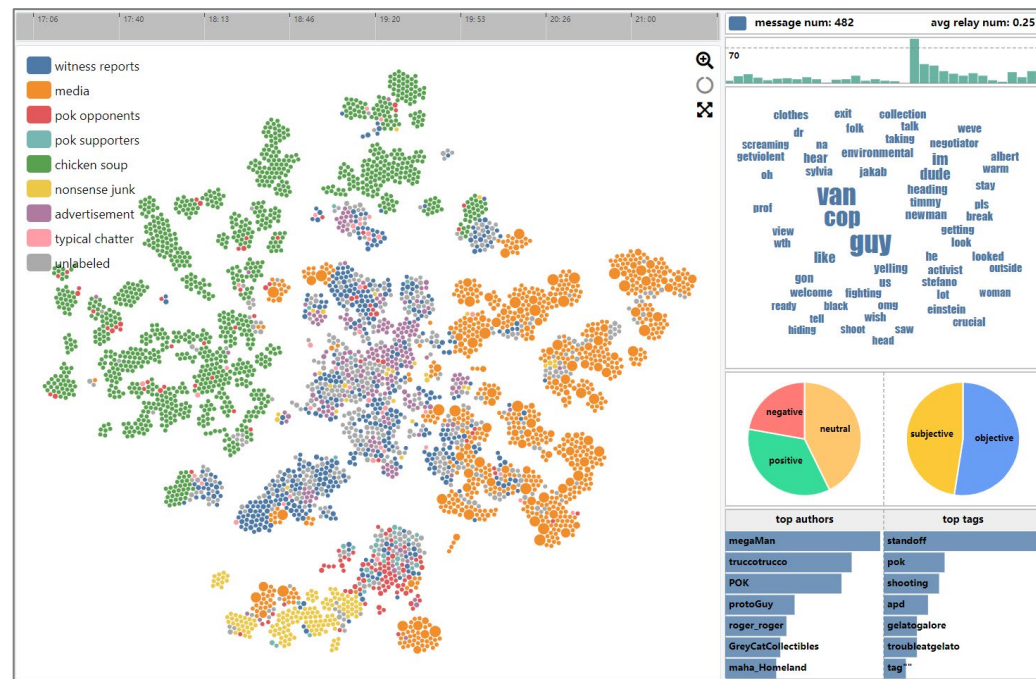 17:06 17:40 18:13 18:46 19:20 19:53 20:26 21:00
witness reports
media
pok opponents
pok supporters
chicken soup
nonsense junk
advertisement
typical chatter
unlabeled
message num: 482 avg relay num: 0.25
70
clothes exit collection
dr folk talk weve
screaming na taking negotiator
getviolent hear environmental im albert
oh sylvia jakab dude warm
van heading stay
prof cop timmy pls
newman break
view guy getting
wth look
like he looked
gon yelling activist outside
us stefano
welcome fighting lot woman
ready black omg einstein
tell wish crucial
hiding shoot saw
head
negative
neutral
positive
subjective
objective
top authors top tags
megaMan standoff
truccotrucco pok
POK shooting
protoGuy apd
roger_roger gelatogalore
GreyCatCollectibles troubleatgelato
maha_Homeland tag""